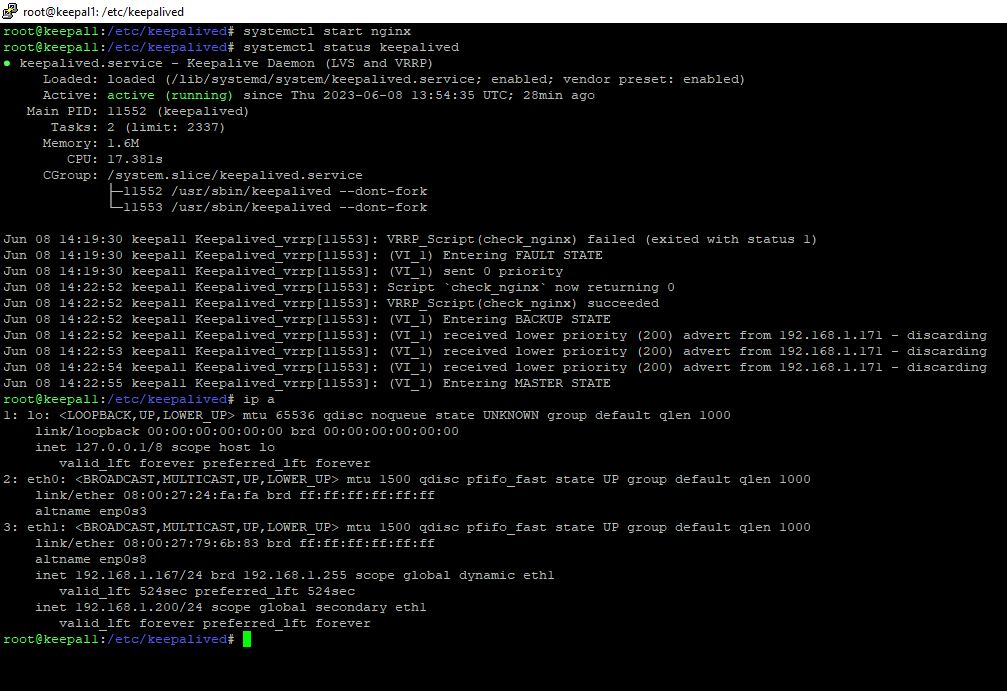 root@keepal1: /etc/keepalived
root@keepal1:/etc/keepalived# systemctl start nginx
root@keepal1:/etc/keepalived# systemctl status keepalived
● keepalived.service - Keepalive Daemon (LVS and VRRP)
Loaded: loaded (/lib/systemd/system/keepalived.service; enabled; vendor preset: enabled)
Active: active (running) since Thu 2023-06-08 13:54:35 UTC; 28min ago
Main PID: 11552 (keepalived)
Tasks: 2 (limit: 2337)
Memory: 1.6M
CPU: 17.381s
CGroup: /system.slice/keepalived.service
├─11552 /usr/sbin/keepalived --dont-fork
└─11553 /usr/sbin/keepalived --dont-fork
Jun 08 14:19:30 keepal1 Keepalived_vrrp[11553]: VRRP_Script(check_nginx) failed (exited with status 1)
Jun 08 14:19:30 keepal1 Keepalived_vrrp[11553]: (VI_1) Entering FAULT STATE
Jun 08 14:19:30 keepal1 Keepalived_vrrp[11553]: (VI_1) sent 0 priority
Jun 08 14:22:52 keepal1 Keepalived_vrrp[11553]: Script `check_nginx` now returning 0
Jun 08 14:22:52 keepal1 Keepalived_vrrp[11553]: VRRP_Script(check_nginx) succeeded
Jun 08 14:22:52 keepal1 Keepalived_vrrp[11553]: (VI_1) Entering BACKUP STATE
Jun 08 14:22:52 keepal1 Keepalived_vrrp[11553]: (VI_1) received lower priority (200) advert from 192.168.1.171 - discarding
Jun 08 14:22:53 keepal1 Keepalived_vrrp[11553]: (VI_1) received lower priority (200) advert from 192.168.1.171 - discarding
Jun 08 14:22:54 keepal1 Keepalived_vrrp[11553]: (VI_1) received lower priority (200) advert from 192.168.1.171 - discarding
Jun 08 14:22:55 keepal1 Keepalived_vrrp[11553]: (VI_1) Entering MASTER STATE
root@keepal1:/etc/keepalived# ip a
1: lo: <LOOPBACK,UP,LOWER_UP> mtu 65536 qdisc noqueue state UNKNOWN group default qlen 1000
link/loopback 00:00:00:00:00:00 brd 00:00:00:00:00:00
inet 127.0.0.1/8 scope host lo
valid_lft forever preferred_lft forever
2: eth0: <BROADCAST,MULTICAST,UP,LOWER_UP> mtu 1500 qdisc pfifo_fast state UP group default qlen 1000
link/ether 08:00:27:24:fa:fa brd ff:ff:ff:ff:ff:ff
altname enp0s3
3: eth1: <BROADCAST,MULTICAST,UP,LOWER_UP> mtu 1500 qdisc pfifo_fast state UP group default qlen 1000
link/ether 08:00:27:79:6b:83 brd ff:ff:ff:ff:ff:ff
altname enp0s8
inet 192.168.1.167/24 brd 192.168.1.255 scope global dynamic eth1
valid_lft 524sec preferred_lft 524sec
inet 192.168.1.200/24 scope global secondary eth1
valid_lft forever preferred_lft forever
root@keepal1:/etc/keepalived#